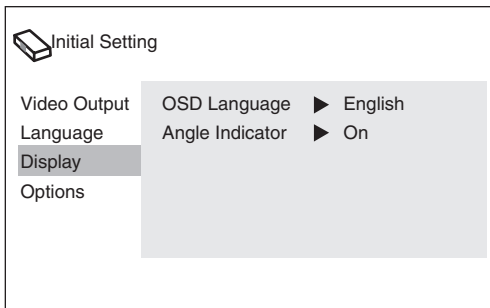 Initial Setting
Video Output
Language
Display
Options
OSD Language ▶ English
Angle Indicator ▶ On